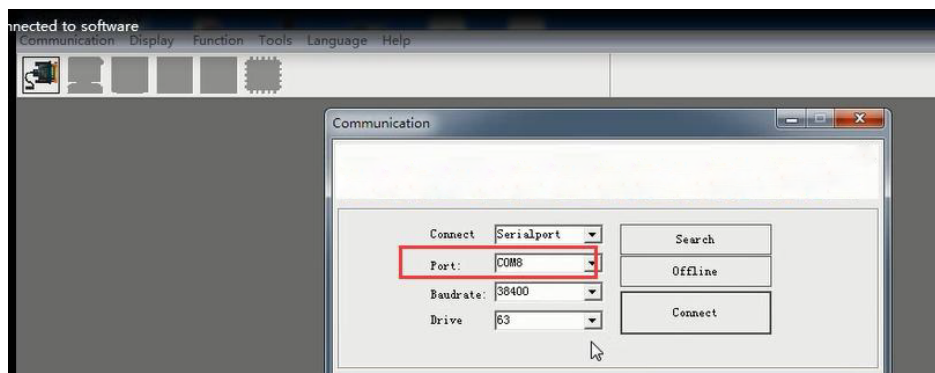 nnected to software
Communication Display Function Tools Language Help
Communication
Connect Serialport
Search
Port: COM8
Offline
Baudrate: 38400
Connect
Drive 63